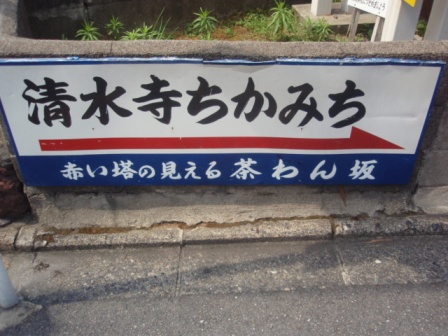 清水寺ちかみち
赤い塔の見える 茶わん坂